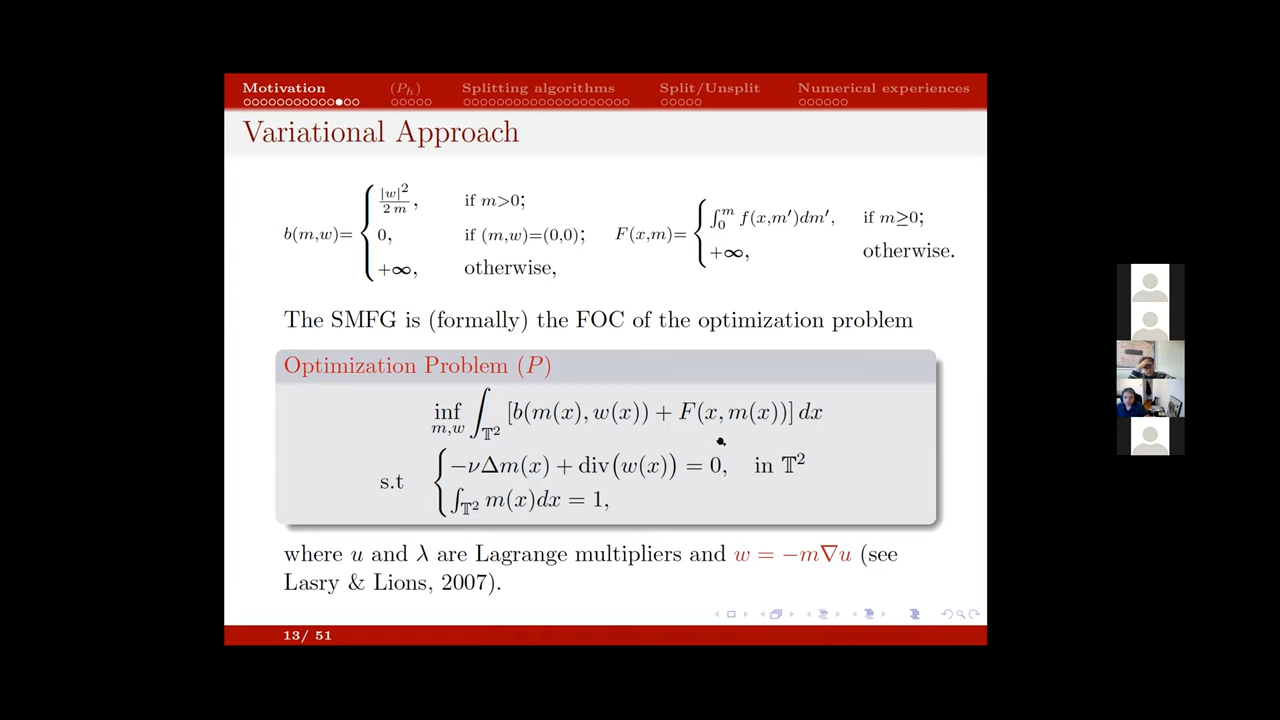 Motivation (P_h) Splitting algorithms Split/Unsplit Numerical experiences
Variational Approach
b(m,w)= { |w|²/2 m, if m>0; 0, if (m,w)=(0,0); +∞, otherwise,
F(x,m)= { ∫₀ᵐ f(x,m′)dm′, if m≥0; +∞, otherwise.
The SMFG is (formally) the FOC of the optimization problem
Optimization Problem (P)
inf_{m,w} ∫_{𝕋²} [b(m(x), w(x)) + F(x, m(x))] dx
s.t { −νΔm(x) + div(w(x)) = 0, in 𝕋²
∫_{𝕋²} m(x)dx = 1,
where u and λ are Lagrange multipliers and w = −m∇u (see
Lasry & Lions, 2007).
13/ 51